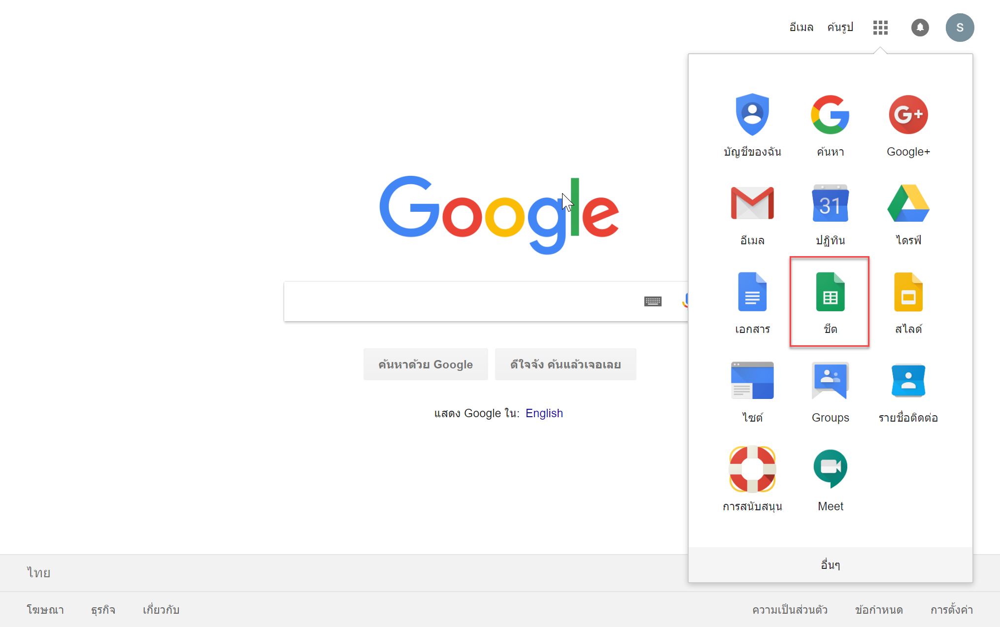 อีเมล ค้นรูป S
บัญชีของฉัน ค้นหา Google+
31
อีเมล ปฏิทิน ไดรฟ์
Google
เอกสาร ชีต สไลด์
ค้นหาด้วย Google ดีใจจัง ค้นแล้วเจอเลย
แสดง Google ใน: English
ไซต์ Groups รายชื่อติดต่อ
การสนับสนุน Meet
อื่นๆ
ไทย
โฆษณา ธุรกิจ เกี่ยวกับ ความเป็นส่วนตัว ข้อกำหนด การตั้งค่า